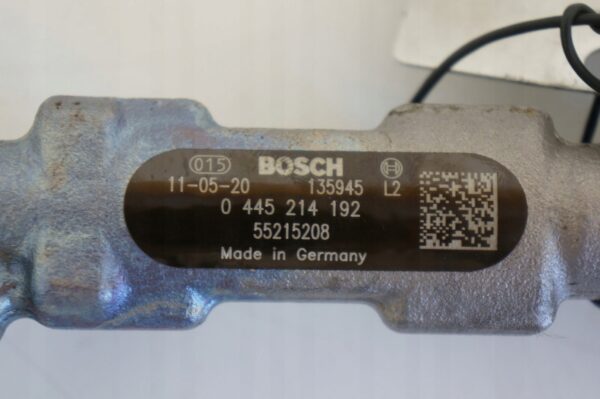 015 BOSCH
11-05-20 135945 L2
0 445 214 192
55215208
Made in Germany